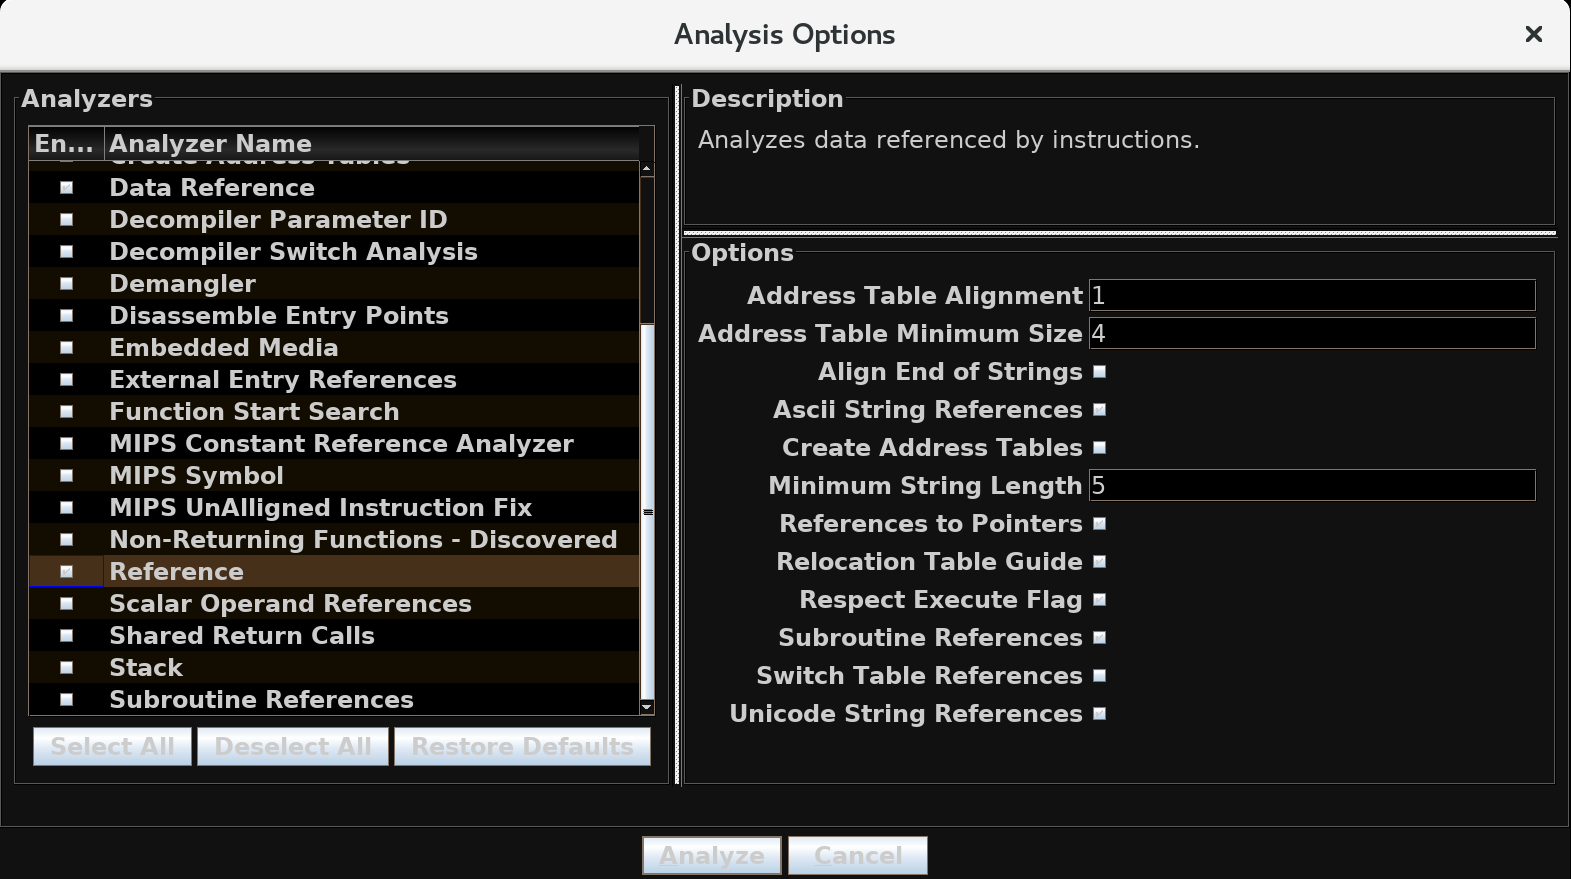 Analysis Options
Analyzers
En... Analyzer Name
Create Address Tables
Data Reference
Decompiler Parameter ID
Decompiler Switch Analysis
Demangler
Disassemble Entry Points
Embedded Media
External Entry References
Function Start Search
MIPS Constant Reference Analyzer
MIPS Symbol
MIPS UnAlligned Instruction Fix
Non-Returning Functions - Discovered
Reference
Scalar Operand References
Shared Return Calls
Stack
Subroutine References
Select All Deselect All Restore Defaults
Description
Analyzes data referenced by instructions.
Options
Address Table Alignment 1
Address Table Minimum Size 4
Align End of Strings
Ascii String References
Create Address Tables
Minimum String Length 5
References to Pointers
Relocation Table Guide
Respect Execute Flag
Subroutine References
Switch Table References
Unicode String References
Analyze Cancel